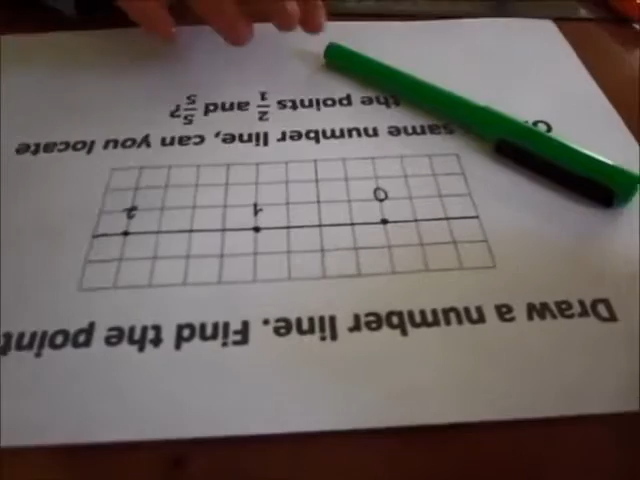 Draw a number line. Find the point
0 1 2
same number line, can you locate
the points 2/1 and 5/5?